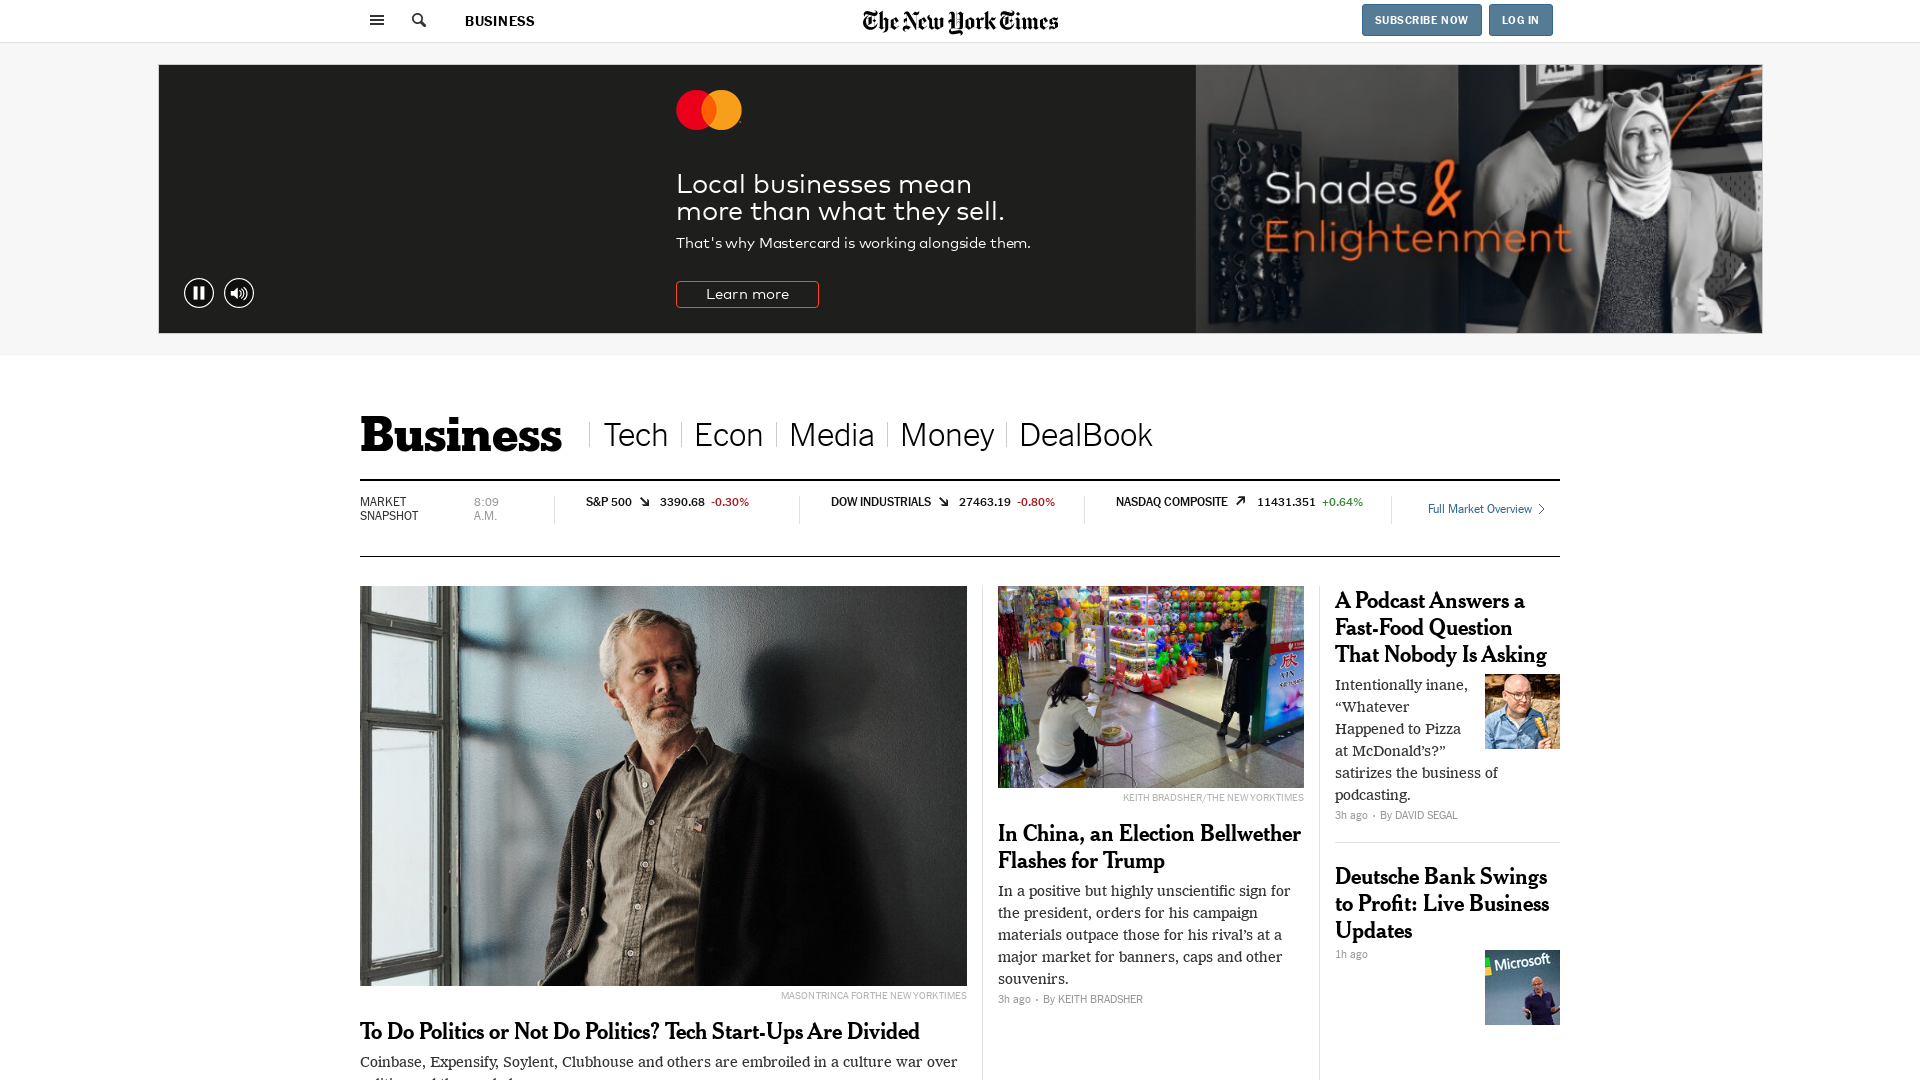 BUSINESS
The New York Times
SUBSCRIBE NOW
LOG IN
Local businesses mean
more than what they sell.
That's why Mastercard is working alongside them.
Learn more
ALL
Shades &
Enlightenment
Business
Tech
Econ
Media
Money
DealBook
MARKET
SNAPSHOT
8:09
A.M.
S&P 500 3390.68 -0.30%
DOW INDUSTRIALS 27463.19 -0.80%
NASDAQ COMPOSITE 11431.351 +0.64%
Full Market Overview
MASON TRINCA FOR THE NEW YORK TIMES
To Do Politics or Not Do Politics? Tech Start-Ups Are Divided
Coinbase, Expensify, Soylent, Clubhouse and others are embroiled in a culture war over
KEITH BRADSHER/THE NEW YORK TIMES
In China, an Election Bellwether
Flashes for Trump
In a positive but highly unscientific sign for
the president, orders for his campaign
materials outpace those for his rival’s at a
major market for banners, caps and other
souvenirs.
3h ago • By KEITH BRADSHER
A Podcast Answers a
Fast-Food Question
That Nobody Is Asking
Intentionally inane,
“Whatever
Happened to Pizza
at McDonald’s?”
satirizes the business of
podcasting.
3h ago • By DAVID SEGAL
Deutsche Bank Swings
to Profit: Live Business
Updates
1h ago
Microsoft